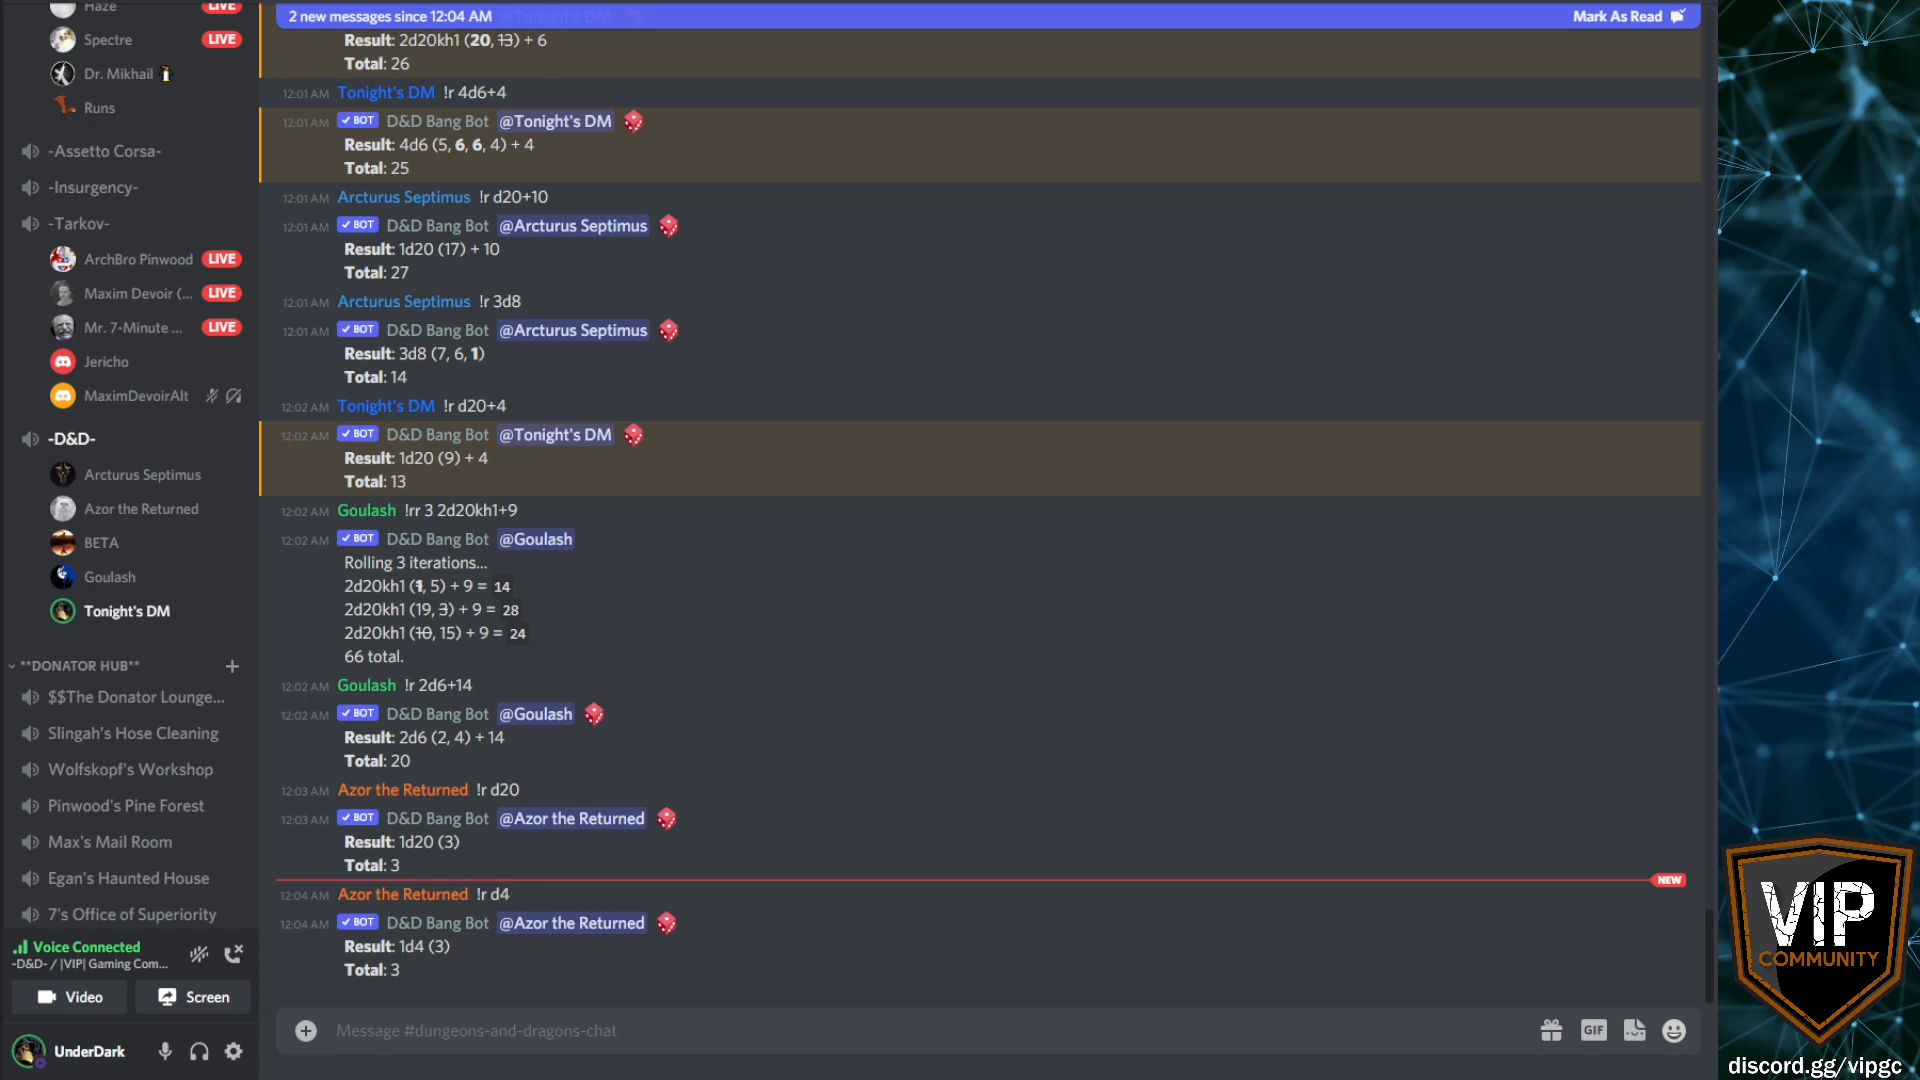 Haze LIVE
Spectre LIVE
Dr. Mikhail
Runs
-Assetto Corsa-
-Insurgency-
-Tarkov-
ArchBro Pinwood LIVE
Maxim Devoir (... LIVE
Mr. 7-Minute ... LIVE
Jericho
MaximDevoirAlt
-D&D-
Arcturus Septimus
Azor the Returned
BETA
Goulash
Tonight's DM
**DONATOR HUB**
$$The Donator Lounge...
Slingah's Hose Cleaning
Wolfskopf's Workshop
Pinwood's Pine Forest
Max's Mail Room
Egan's Haunted House
7's Office of Superiority
Voice Connected
-D&D- / |VIP| Gaming Com...
Video Screen
UnderDark
2 new messages since 12:04 AM Mark As Read
Result: 2d20kh1 (20, 13) + 6
Total: 26
12:01 AM Tonight's DM !r 4d6+4
12:01 AM BOT D&D Bang Bot @Tonight's DM
Result: 4d6 (5, 6, 6, 4) + 4
Total: 25
12:01 AM Arcturus Septimus !r d20+10
12:01 AM BOT D&D Bang Bot @Arcturus Septimus
Result: 1d20 (17) + 10
Total: 27
12:01 AM Arcturus Septimus !r 3d8
12:01 AM BOT D&D Bang Bot @Arcturus Septimus
Result: 3d8 (7, 6, 1)
Total: 14
12:02 AM Tonight's DM !r d20+4
12:02 AM BOT D&D Bang Bot @Tonight's DM
Result: 1d20 (9) + 4
Total: 13
12:02 AM Goulash !rr 3 2d20kh1+9
12:02 AM BOT D&D Bang Bot @Goulash
Rolling 3 iterations...
2d20kh1 (1, 5) + 9 = 14
2d20kh1 (19, 3) + 9 = 28
2d20kh1 (10, 15) + 9 = 24
66 total.
12:02 AM Goulash !r 2d6+14
12:02 AM BOT D&D Bang Bot @Goulash
Result: 2d6 (2, 4) + 14
Total: 20
12:03 AM Azor the Returned !r d20
12:03 AM BOT D&D Bang Bot @Azor the Returned
Result: 1d20 (3)
Total: 3
NEW
12:04 AM Azor the Returned !r d4
12:04 AM BOT D&D Bang Bot @Azor the Returned
Result: 1d4 (3)
Total: 3
Message #dungeons-and-dragons-chat
GIF
VIP
COMMUNITY
discord.gg/vipgc